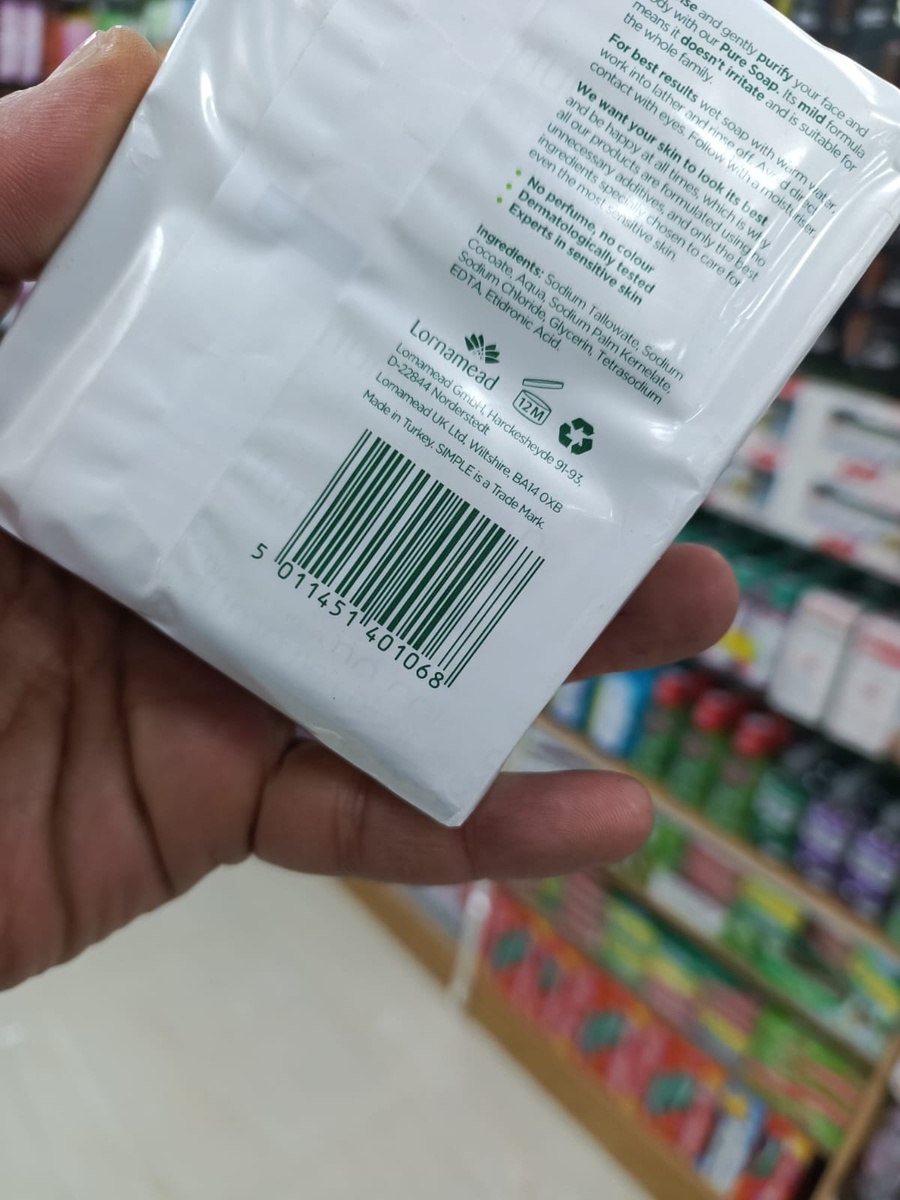 and gently purify your face and
body with our Pure Soap. Its mild formula
means it doesn't irritate and is suitable for
the whole family.
For best results wet soap with warm water,
work into lather and rinse off. Avoid direct
contact with eyes. Follow with a moisturiser.
We want your skin to look its best
and be happy at all times, which is why
all our products are formulated using no
unnecessary additives, and only the best
ingredients specially chosen to care for
even the most sensitive skin.
No perfume, no colour
Dermatologically tested
Experts in sensitive skin
Ingredients: Sodium Tallowate, Sodium
Cocoate, Aqua, Sodium Palm Kernelate,
Sodium Chloride, Glycerin, Tetrasodium
EDTA, Etidronic Acid.
Lornamead
12M
Lornamead GmbH, Harckesheyde 91-93,
D-22844 Norderstedt
Lornamead UK Ltd, Wiltshire, BA14 0XB
Made in Turkey. SIMPLE is a Trade Mark.
5 011451 401068